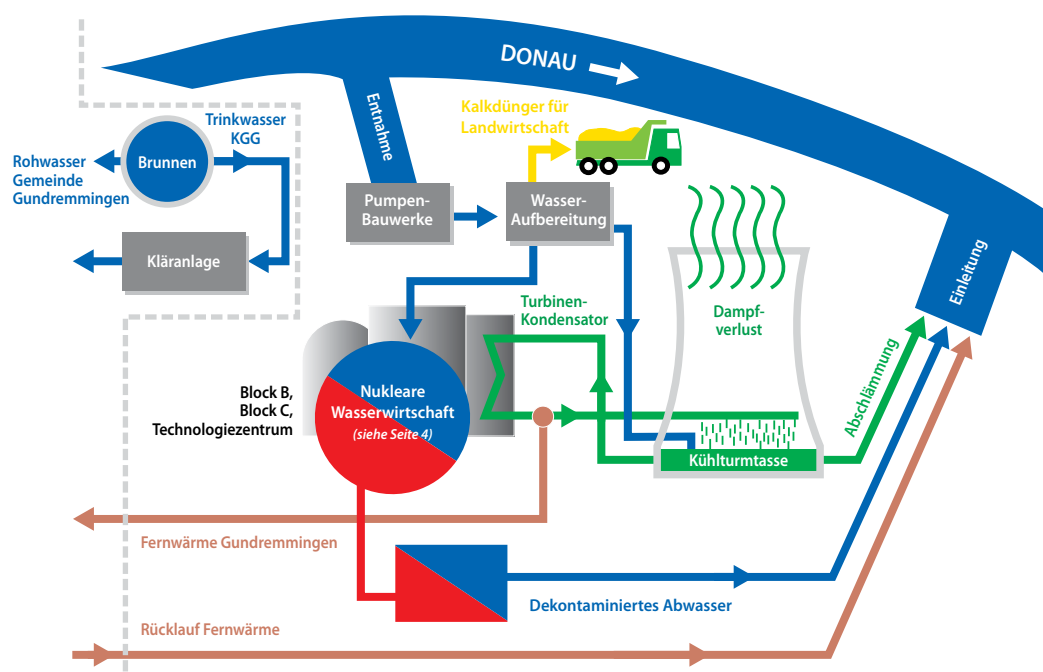 DONAU
Entnahme
Kalkdünger für
Landwirtschaft
Trinkwasser
KGG
Brunnen
Rohwasser
Gemeinde
Gundremmingen
Kläranlage
Pumpen-
Bauwerke
Wasser-
Aufbereitung
Einleitung
Turbinen-
Kondensator
Dampf-
verlust
Block B,
Block C,
Technologiezentrum
Nukleare
Wasserwirtschaft
(siehe Seite 4)
Abschlämmung
Kühlturmtasse
Fernwärme Gundremmingen
Dekontaminiertes Abwasser
Rücklauf Fernwärme